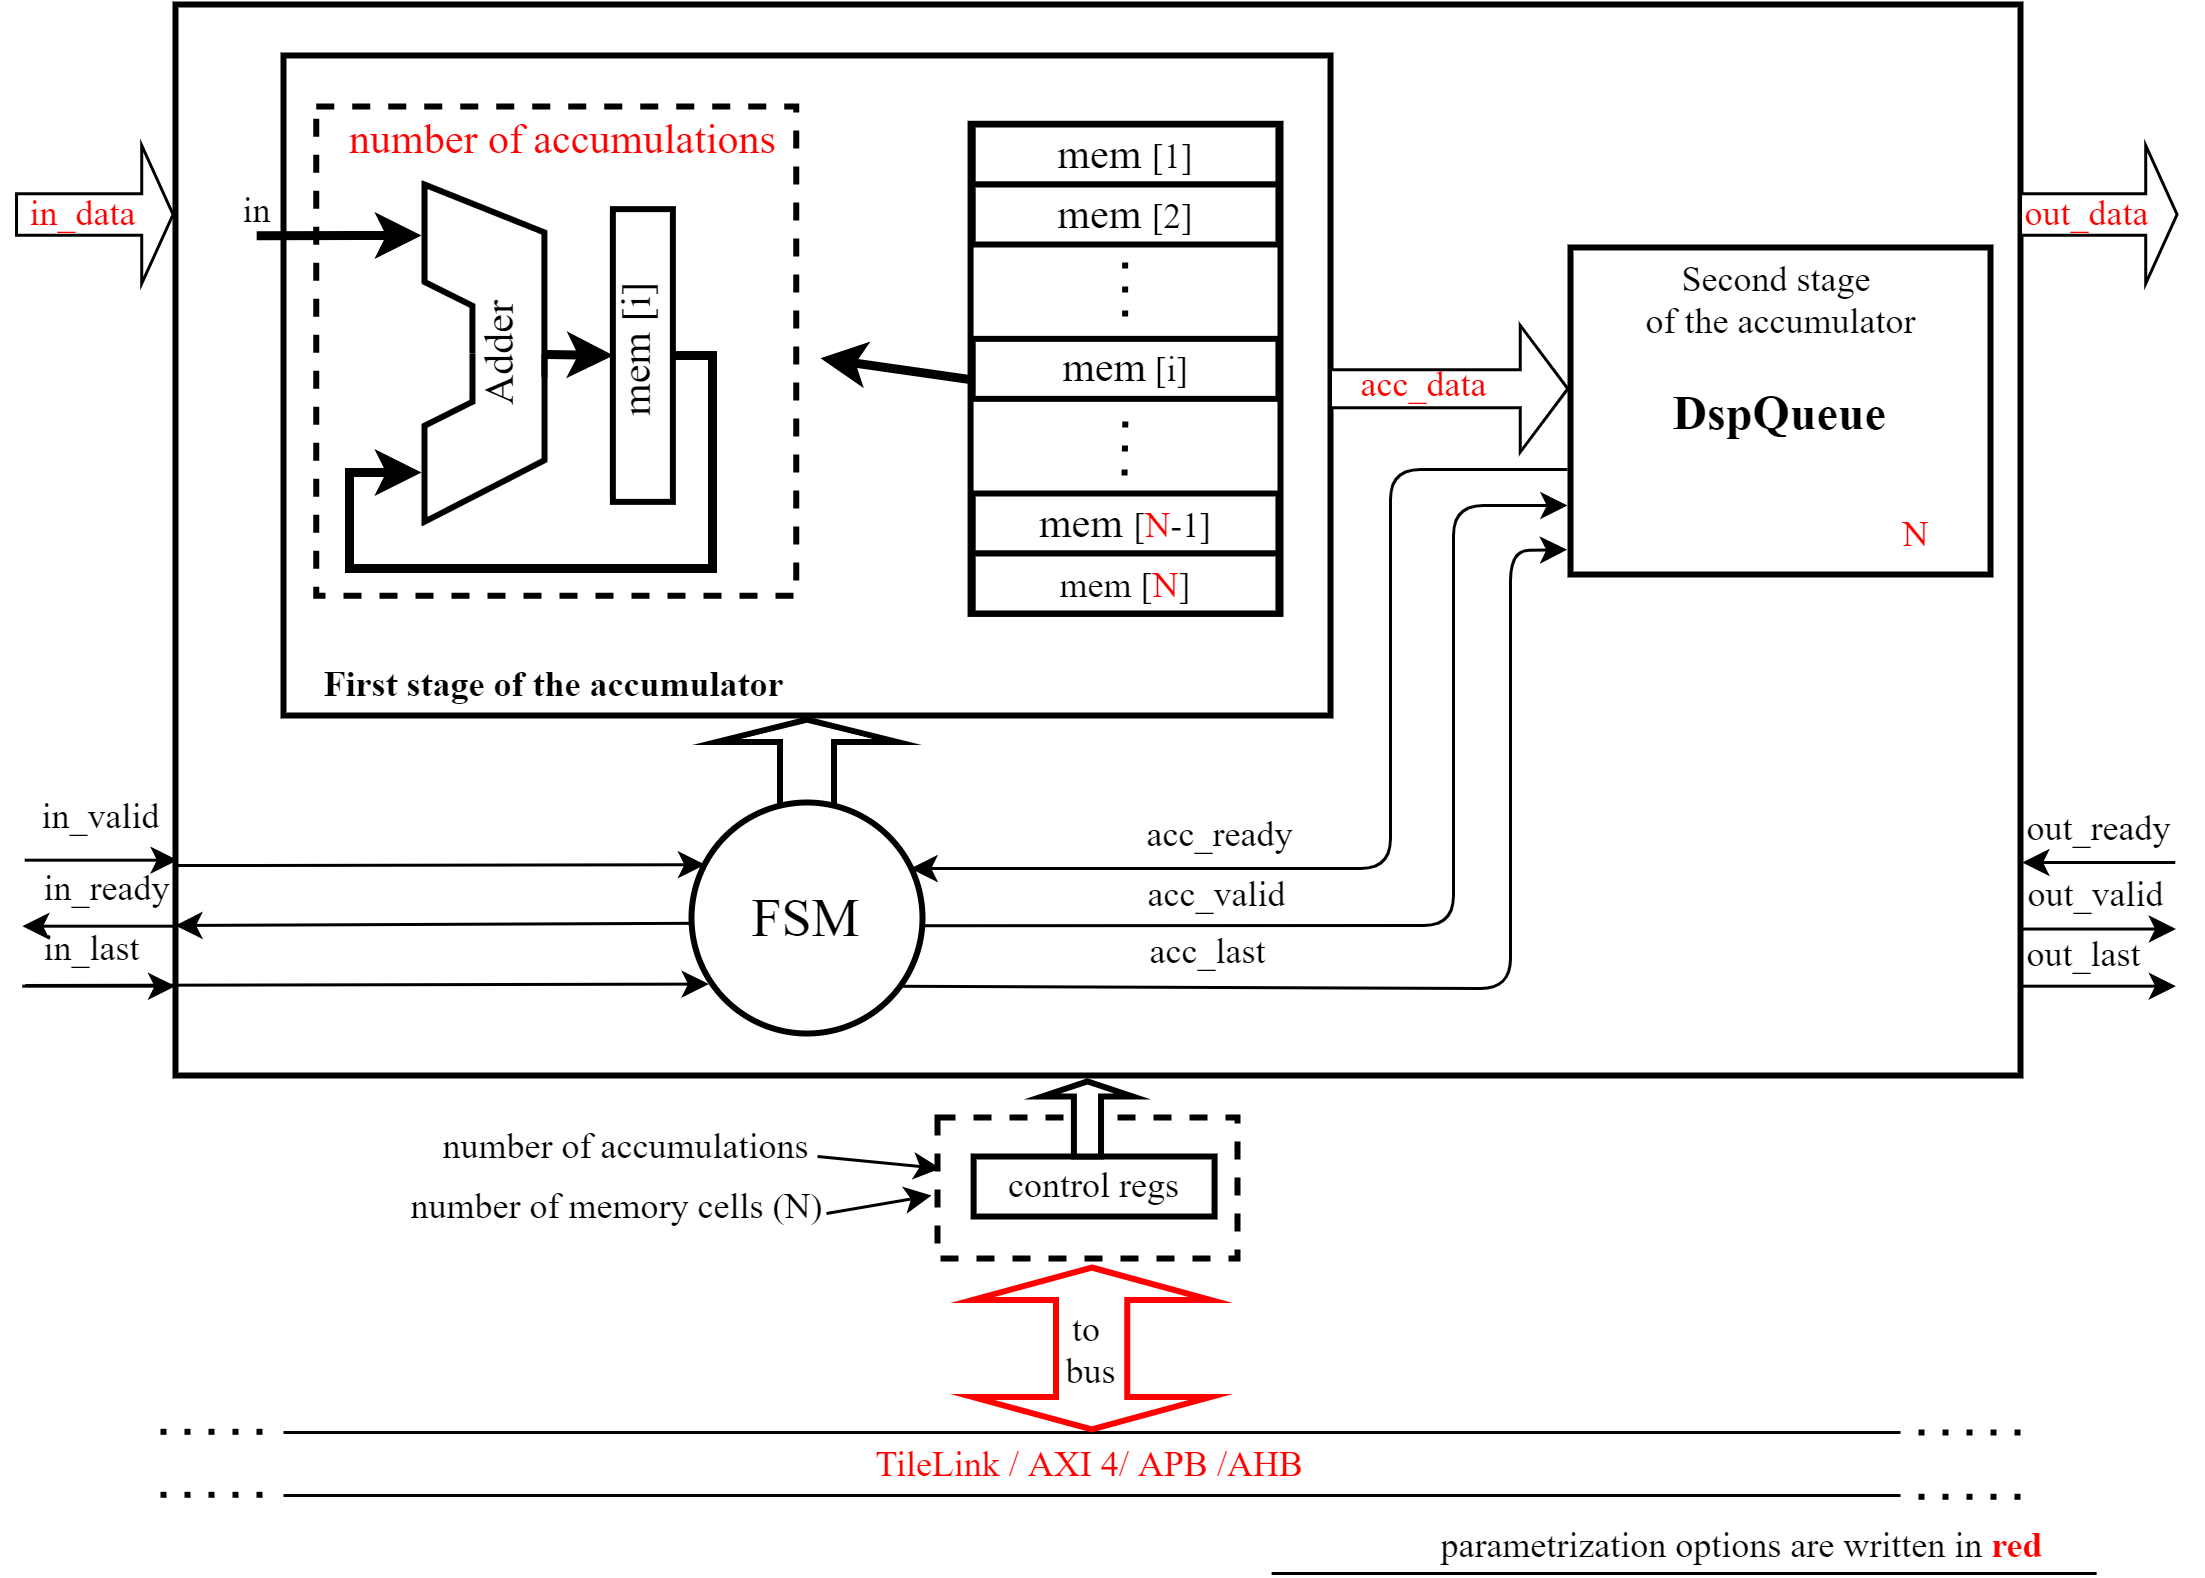 number of accumulations
in_data
in
Adder
mem [i]
mem [1]
mem [2]
mem [i]
mem [N-1]
mem [N]
First stage of the accumulator
acc_data
Second stage
of the accumulator
DspQueue
N
out_data
in_valid
in_ready
in_last
FSM
acc_ready
acc_valid
acc_last
out_ready
out_valid
out_last
number of accumulations
number of memory cells (N)
control regs
to
bus
TileLink / AXI 4/ APB /AHB
parametrization options are written in red